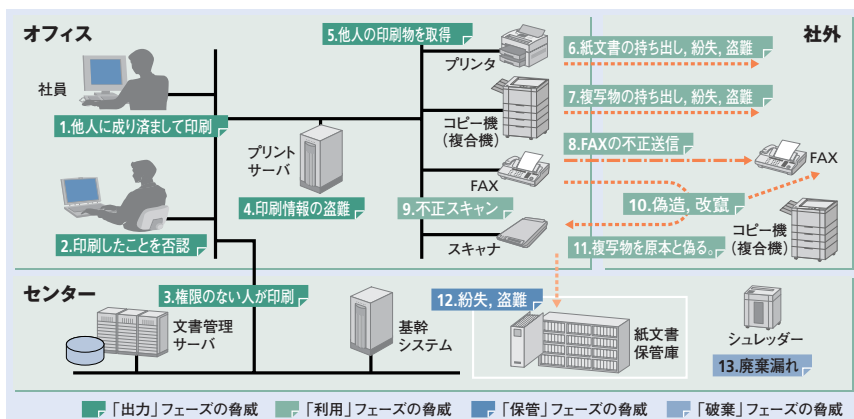 オフィス
社外
社員
1.他人に成り済まして印刷
2.印刷したことを否認
プリント
サーバ
4.印刷情報の盗難
5.他人の印刷物を取得
プリンタ
コピー機
(複合機)
FAX
9.不正スキャン
スキャナ
6.紙文書の持ち出し,紛失,盗難
7.複写物の持ち出し,紛失,盗難
8.FAXの不正送信
FAX
10.偽造,改竄
11.複写物を原本と偽る。
コピー機
(複合機)
センター
3.権限のない人が印刷
文書管理
サーバ
基幹
システム
12.紛失,盗難
紙文書
保管庫
シュレッダー
13.廃棄漏れ
「出力」フェーズの脅威
「利用」フェーズの脅威
「保管」フェーズの脅威
「破棄」フェーズの脅威